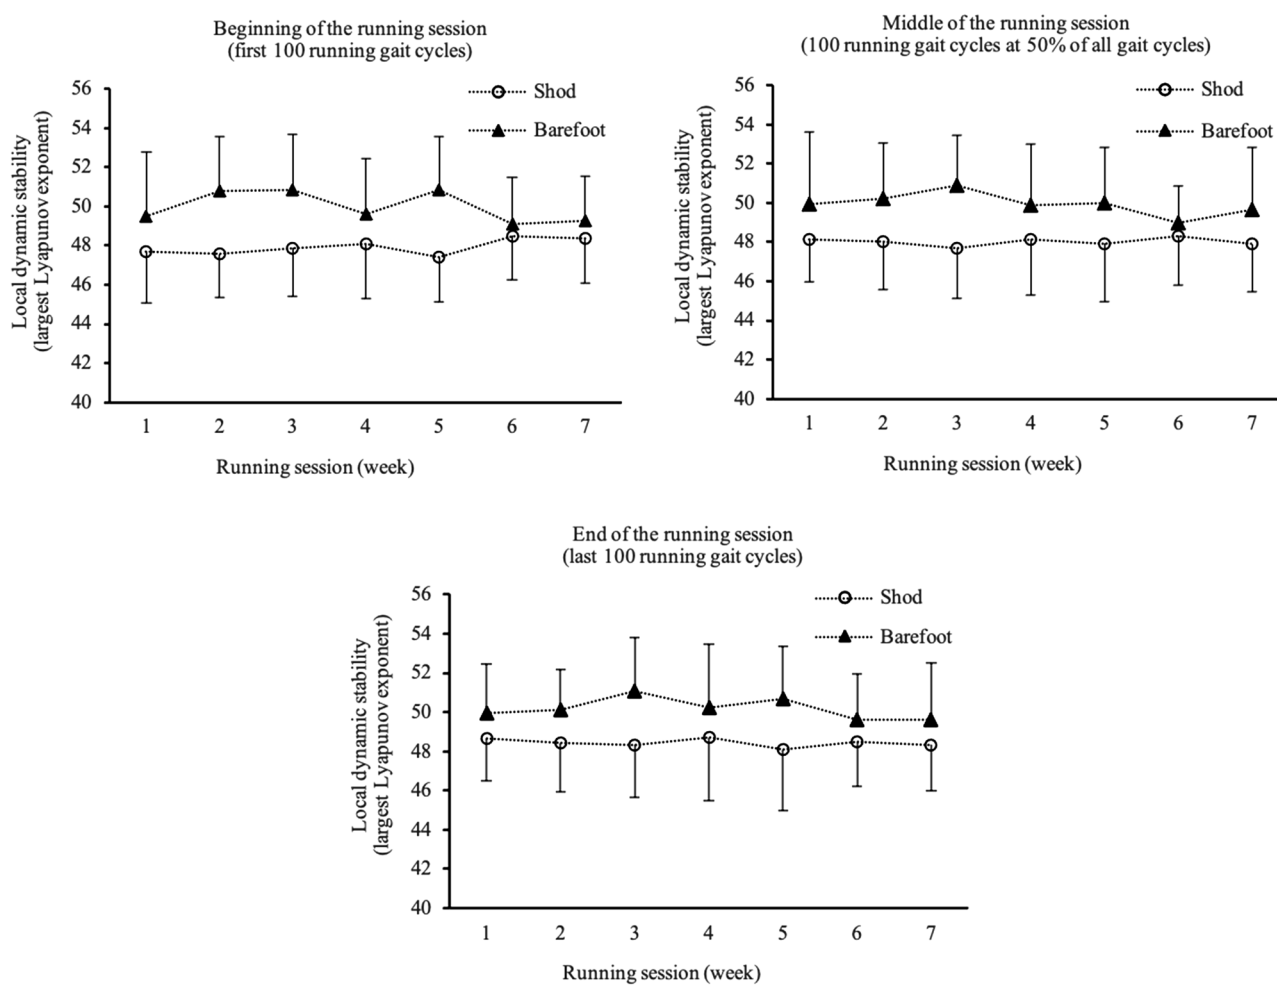 Beginning of the running session
(first 100 running gait cycles)
Local dynamic stability
(largest Lyapunov exponent)
56
54
52
50
48
46
44
42
40
Shod
Barefoot
1 2 3 4 5 6 7
Running session (week)
Middle of the running session
(100 running gait cycles at 50% of all gait cycles)
Local dynamic stability
(largest Lyapunov exponent)
56
54
52
50
48
46
44
42
40
Shod
Barefoot
1 2 3 4 5 6 7
Running session (week)
End of the running session
(last 100 running gait cycles)
Local dynamic stability
(largest Lyapunov exponent)
56
54
52
50
48
46
44
42
40
Shod
Barefoot
1 2 3 4 5 6 7
Running session (week)